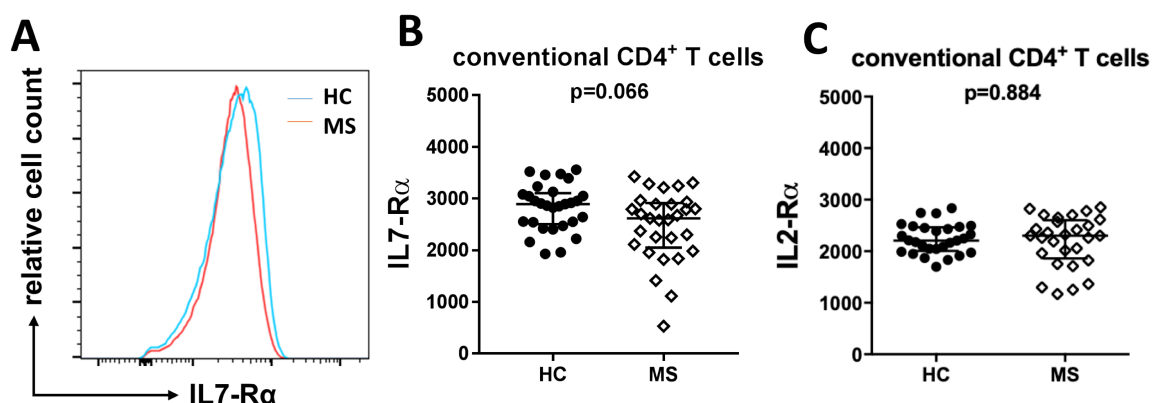 A
relative cell count
HC
MS
IL7-Rα
B
conventional CD4⁺ T cells
p=0.066
IL7-Rα
5000
4000
3000
2000
1000
0
HC
MS
C
conventional CD4⁺ T cells
p=0.884
IL2-Rα
5000
4000
3000
2000
1000
0
HC
MS